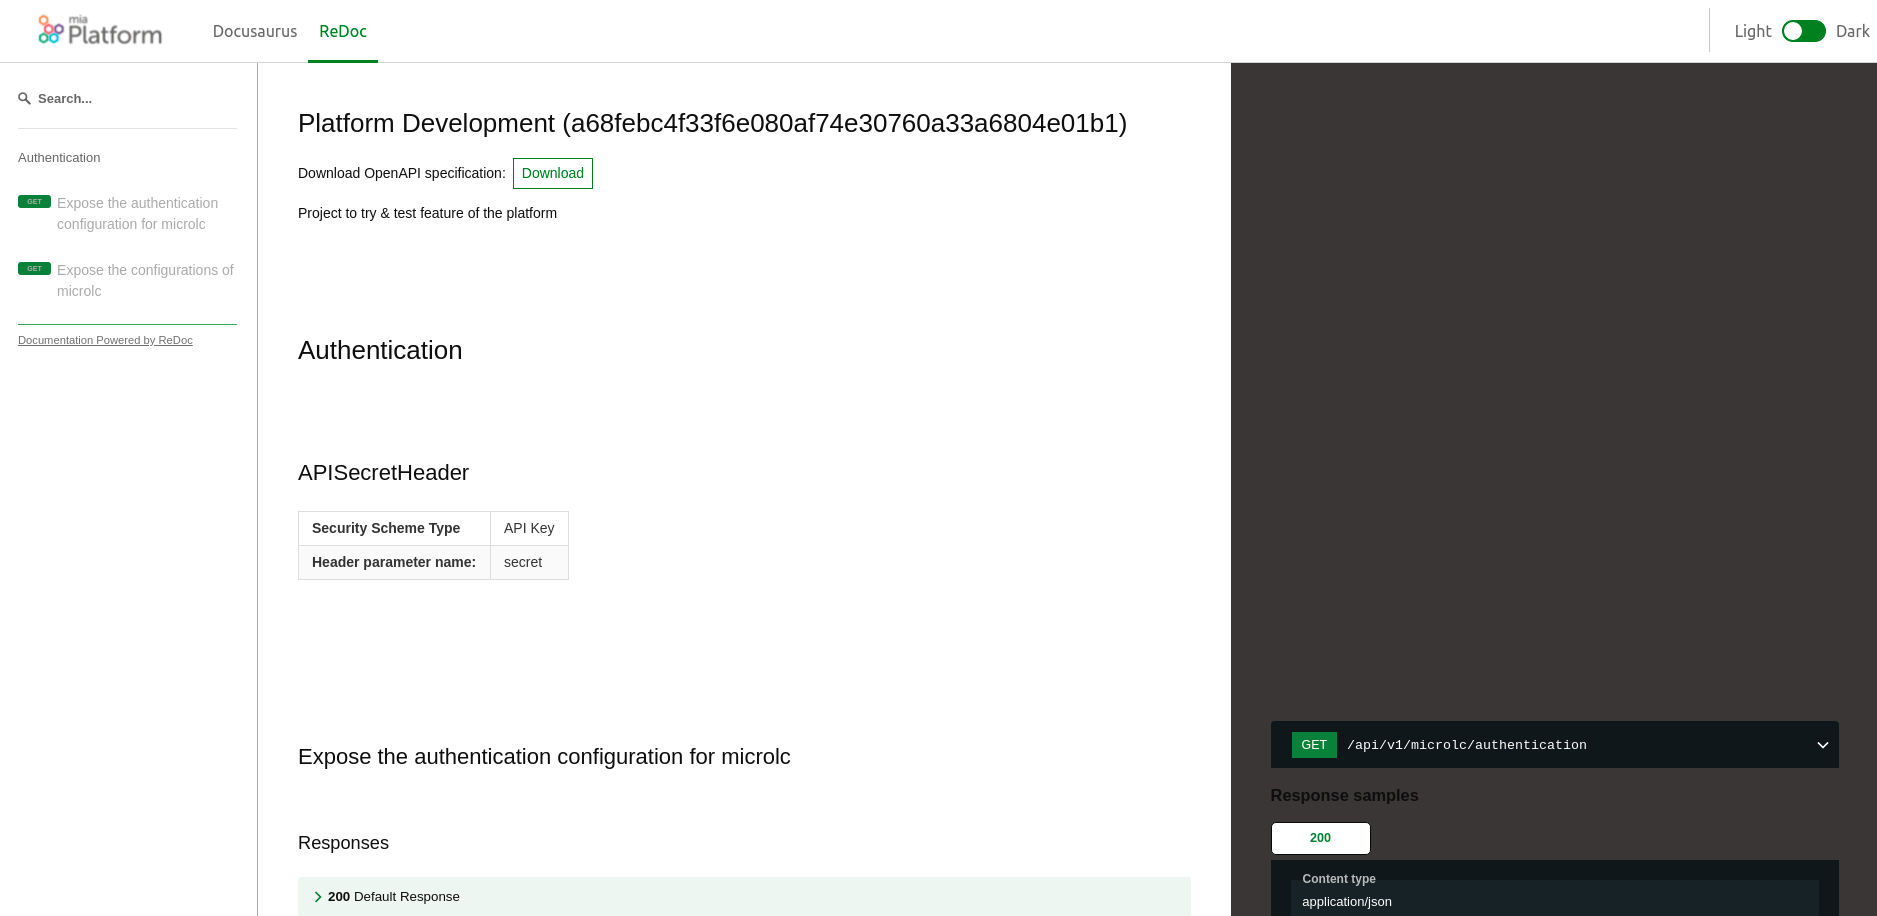 mia
Platform
Docusaurus
ReDoc
Light
Dark
Search...
Authentication
GET Expose the authentication
configuration for microlc
GET Expose the configurations of
microlc
Documentation Powered by ReDoc
Platform Development (a68febc4f33f6e080af74e30760a33a6804e01b1)
Download OpenAPI specification: Download
Project to try & test feature of the platform
Authentication
APISecretHeader
Security Scheme Type API Key
Header parameter name: secret
Expose the authentication configuration for microlc
Responses
200 Default Response
GET /api/v1/microlc/authentication
Response samples
200
Content type
application/json